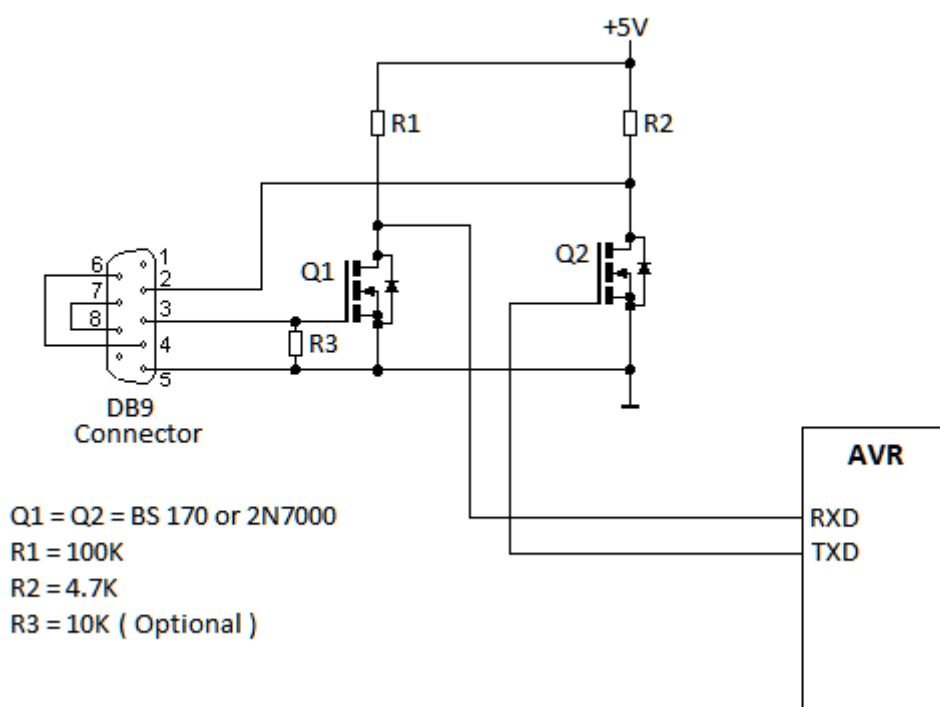 +5V
R1
R2
Q1
Q2
6
1
7
2
8
3
4
5
R3
DB9
Connector
AVR
RXD
TXD
Q1 = Q2 = BS 170 or 2N7000
R1 = 100K
R2 = 4.7K
R3 = 10K ( Optional )